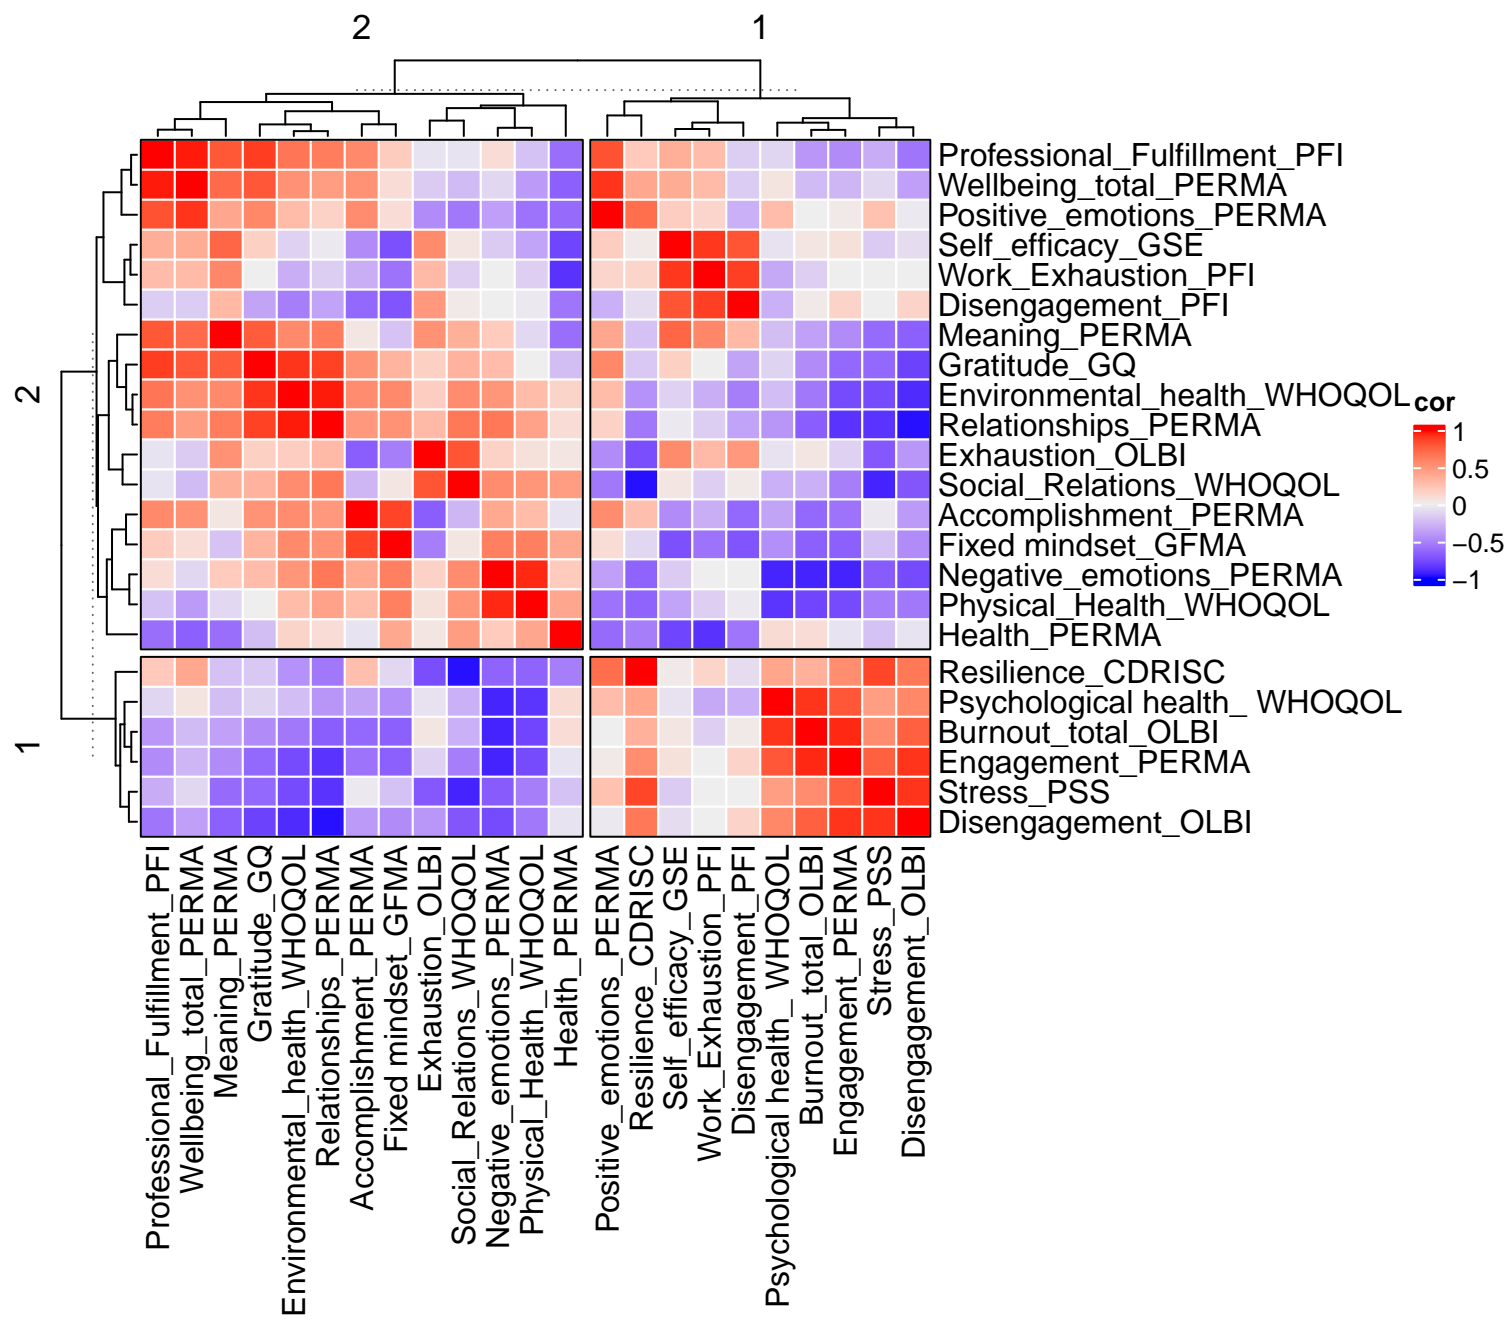 2
1
Professional_Fulfillment_PFI
Wellbeing_total_PERMA
Positive_emotions_PERMA
Self_efficacy_GSE
Work_Exhaustion_PFI
Disengagement_PFI
Meaning_PERMA
Gratitude_GQ
Environmental_health_WHOQOL
Relationships_PERMA
Exhaustion_OLBI
Social_Relations_WHOQOL
Accomplishment_PERMA
Fixed mindset_GFMA
Negative_emotions_PERMA
Physical_Health_WHOQOL
Health_PERMA
2
Resilience_CDRISC
Psychological health_ WHOQOL
Burnout_total_OLBI
Engagement_PERMA
Stress_PSS
Disengagement_OLBI
1
cor
1
0.5
0
−0.5
−1
Professional_Fulfillment_PFI
Wellbeing_total_PERMA
Meaning_PERMA
Gratitude_GQ
Environmental_health_WHOQOL
Relationships_PERMA
Accomplishment_PERMA
Fixed mindset_GFMA
Exhaustion_OLBI
Social_Relations_WHOQOL
Negative_emotions_PERMA
Physical_Health_WHOQOL
Health_PERMA
Positive_emotions_PERMA
Resilience_CDRISC
Self_efficacy_GSE
Work_Exhaustion_PFI
Disengagement_PFI
Psychological health_ WHOQOL
Burnout_total_OLBI
Engagement_PERMA
Stress_PSS
Disengagement_OLBI